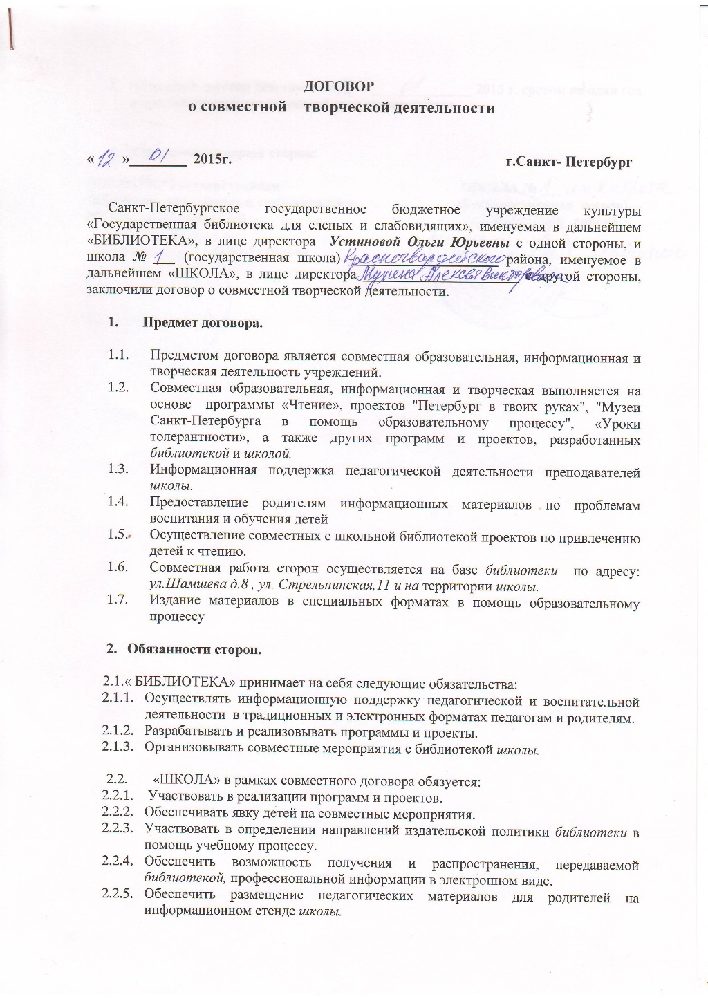 ДОГОВОР
о совместной творческой деятельности
« 12 »________ 01 2015г. г.Санкт- Петербург
Санкт-Петербургское государственное бюджетное учреждение культуры
«Государственная библиотека для слепых и слабовидящих», именуемая в дальнейшем
«БИБЛИОТЕКА», в лице директора Устиновой Ольги Юрьевны с одной стороны, и
школа № 1 (государственная школа) Красногвардейского района, именуемое в
дальнейшем «ШКОЛА», в лице директора Мухина Алексея Викторовича с другой стороны,
заключили договор о совместной творческой деятельности.
1. Предмет договора.
1.1. Предметом договора является совместная образовательная, информационная и
творческая деятельность учреждений.
1.2. Совместная образовательная, информационная и творческая выполняется на
основе программы «Чтение», проектов "Петербург в твоих руках", "Музеи
Санкт-Петербурга в помощь образовательному процессу", «Уроки
толерантности», а также других программ и проектов, разработанных
библиотекой и школой.
1.3. Информационная поддержка педагогической деятельности преподавателей
школы.
1.4. Предоставление родителям информационных материалов по проблемам
воспитания и обучения детей
1.5. Осуществление совместных с школьной библиотекой проектов по привлечению
детей к чтению.
1.6. Совместная работа сторон осуществляется на базе библиотеки по адресу:
ул.Шамшева д.8 , ул. Стрельнинская,11 и на территории школы.
1.7. Издание материалов в специальных форматах в помощь образовательному
процессу
2. Обязанности сторон.
2.1.« БИБЛИОТЕКА» принимает на себя следующие обязательства:
2.1.1. Осуществлять информационную поддержку педагогической и воспитательной
деятельности в традиционных и электронных форматах педагогам и родителям.
2.1.2. Разрабатывать и реализовывать программы и проекты.
2.1.3. Организовывать совместные мероприятия с библиотекой школы.
2.2. «ШКОЛА» в рамках совместного договора обязуется:
2.2.1. Участвовать в реализации программ и проектов.
2.2.2. Обеспечивать явку детей на совместные мероприятия.
2.2.3. Участвовать в определении направлений издательской политики библиотеки в
помощь учебному процессу.
2.2.4. Обеспечить возможность получения и распространения, передаваемой
библиотекой, профессиональной информации в электронном виде.
2.2.5. Обеспечить размещение педагогических материалов для родителей на
информационном стенде школы.